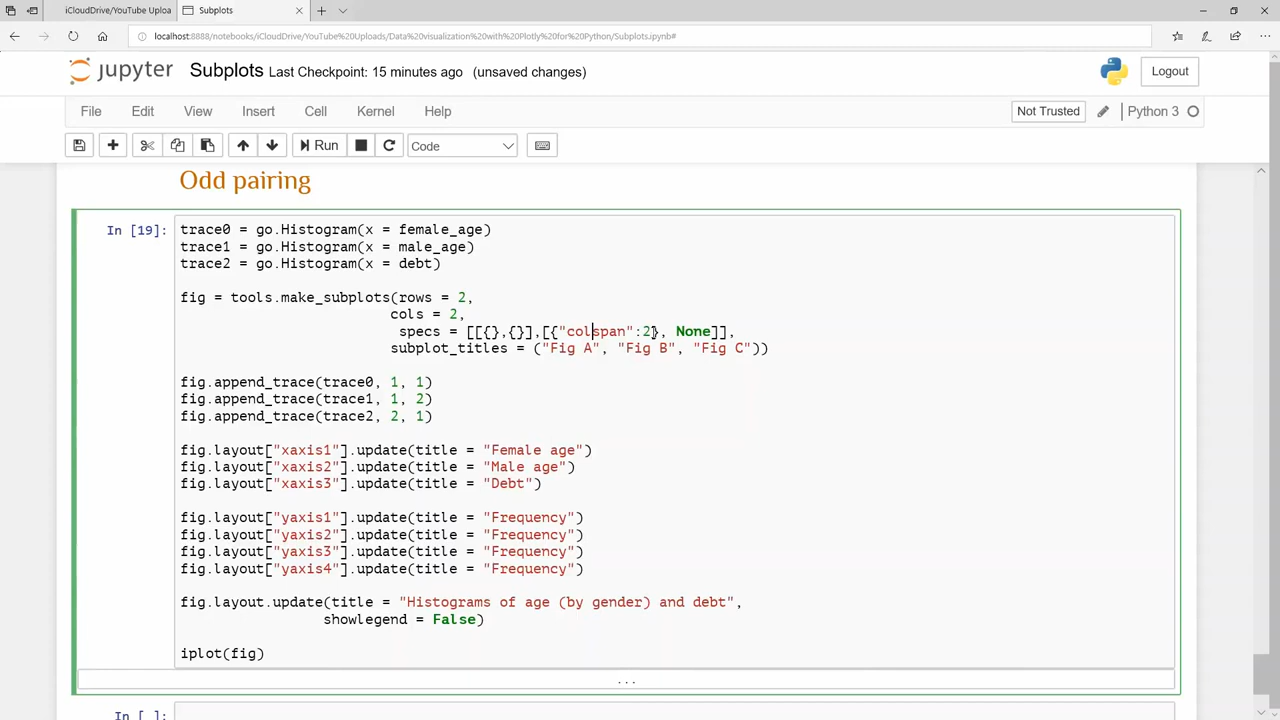 iCloudDrive/YouTube Uploa
Subplots
localhost:8888/notebooks/iCloudDrive/YouTube%20Uploads/Data%20visualization%20with%20Plotly%20for%20Python/Subplots.ipynb#
jupyter Subplots Last Checkpoint: 15 minutes ago (unsaved changes)
Logout
File Edit View Insert Cell Kernel Help
Not Trusted Python 3
Run Code
Odd pairing
In [19]:
trace0 = go.Histogram(x = female_age)
trace1 = go.Histogram(x = male_age)
trace2 = go.Histogram(x = debt)
fig = tools.make_subplots(rows = 2,
cols = 2,
specs = [[{},{}],[{"colspan":2}, None]],
subplot_titles = ("Fig A", "Fig B", "Fig C"))
fig.append_trace(trace0, 1, 1)
fig.append_trace(trace1, 1, 2)
fig.append_trace(trace2, 2, 1)
fig.layout["xaxis1"].update(title = "Female age")
fig.layout["xaxis2"].update(title = "Male age")
fig.layout["xaxis3"].update(title = "Debt")
fig.layout["yaxis1"].update(title = "Frequency")
fig.layout["yaxis2"].update(title = "Frequency")
fig.layout["yaxis3"].update(title = "Frequency")
fig.layout["yaxis4"].update(title = "Frequency")
fig.layout.update(title = "Histograms of age (by gender) and debt",
showlegend = False)
iplot(fig)
...
In [ ]: